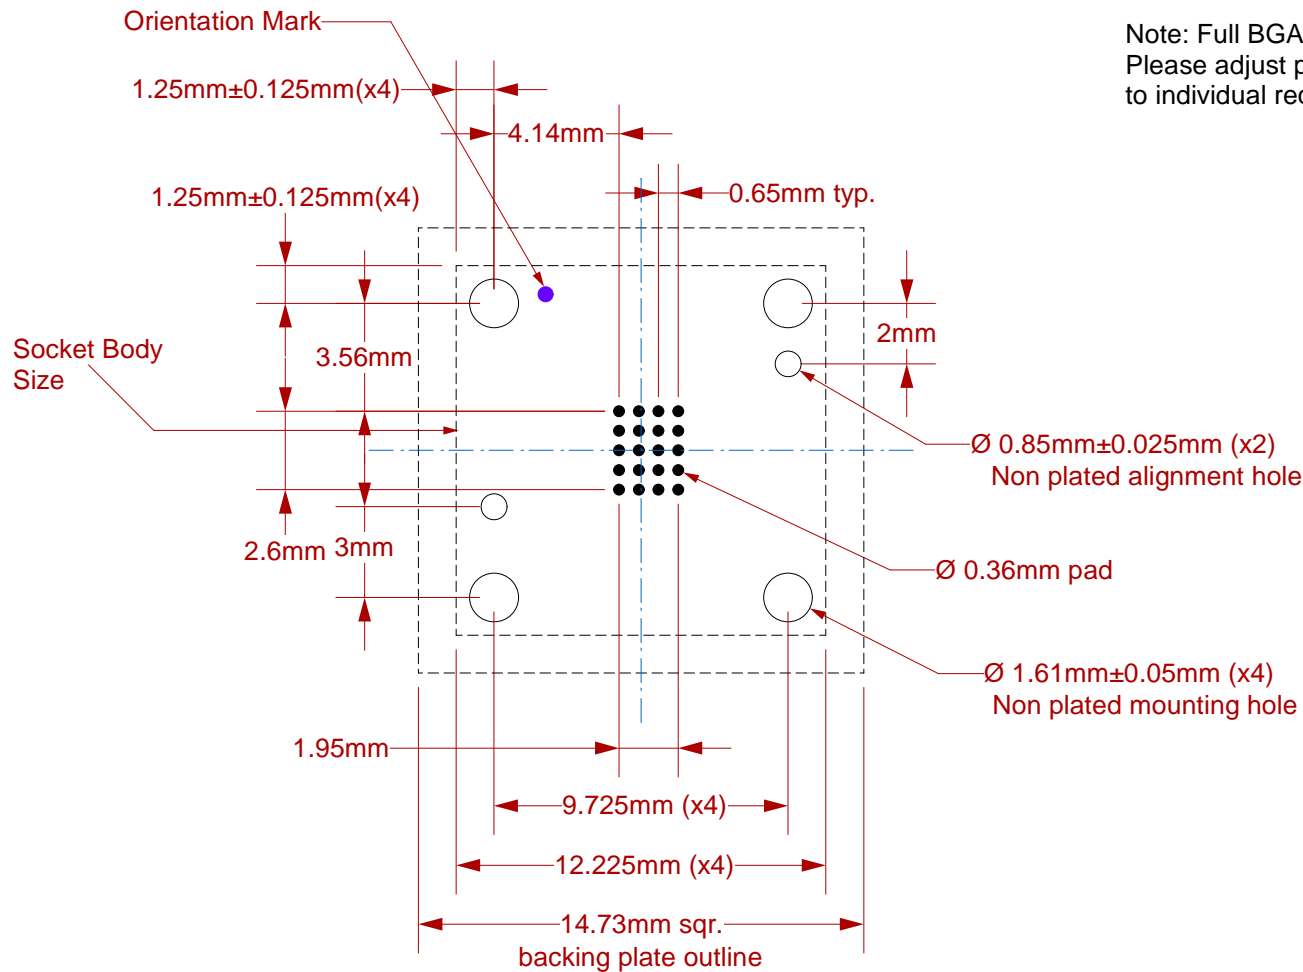 Orientation Mark
Note: Full BGA
Please adjust
to individual
1.25mm±0.125mm(x4)
4.14mm
1.25mm±0.125mm(x4)
0.65mm typ.
2mm
Socket Body
Size
3.56mm
Ø 0.85mm±0.025mm (x2)
Non plated alignment hole
2.6mm
3mm
Ø 0.36mm pad
Ø 1.61mm±0.05mm (x4)
Non plated mounting hole
1.95mm
9.725mm (x4)
12.225mm (x4)
14.73mm sqr.
backing plate outline